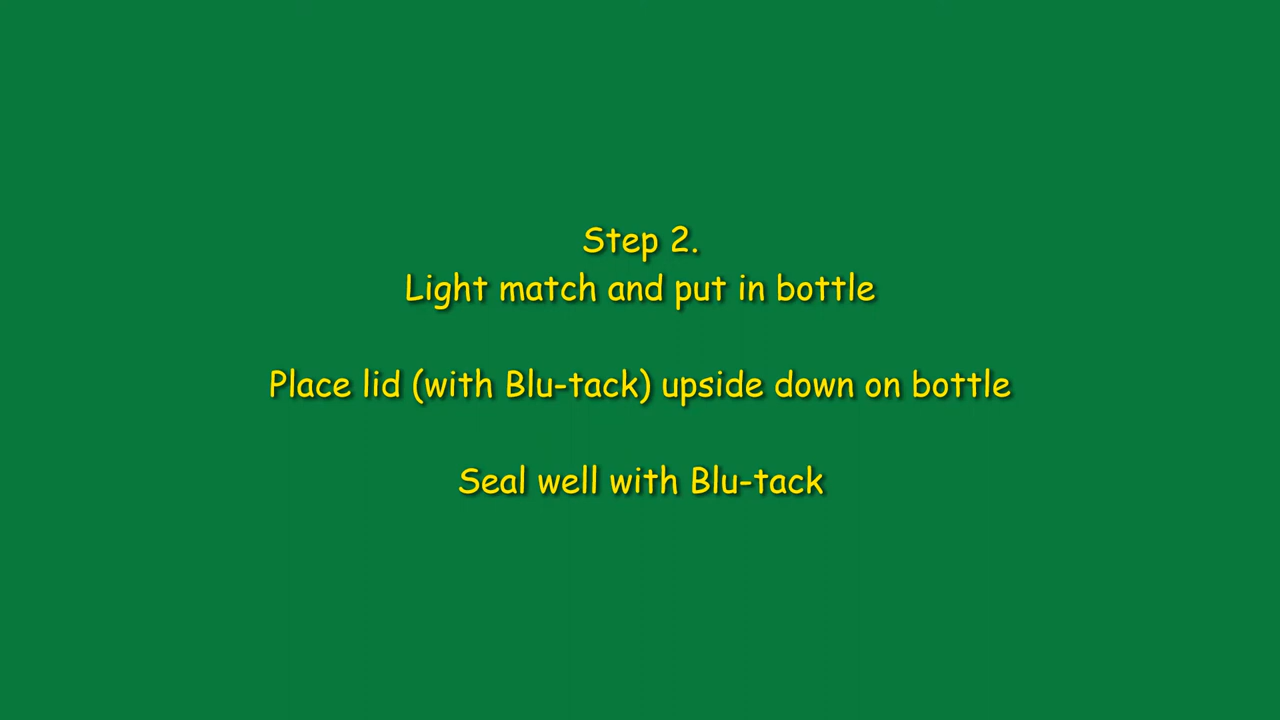 Step 2.
Light match and put in bottle
Place lid (with Blu-tack) upside down on bottle
Seal well with Blu-tack